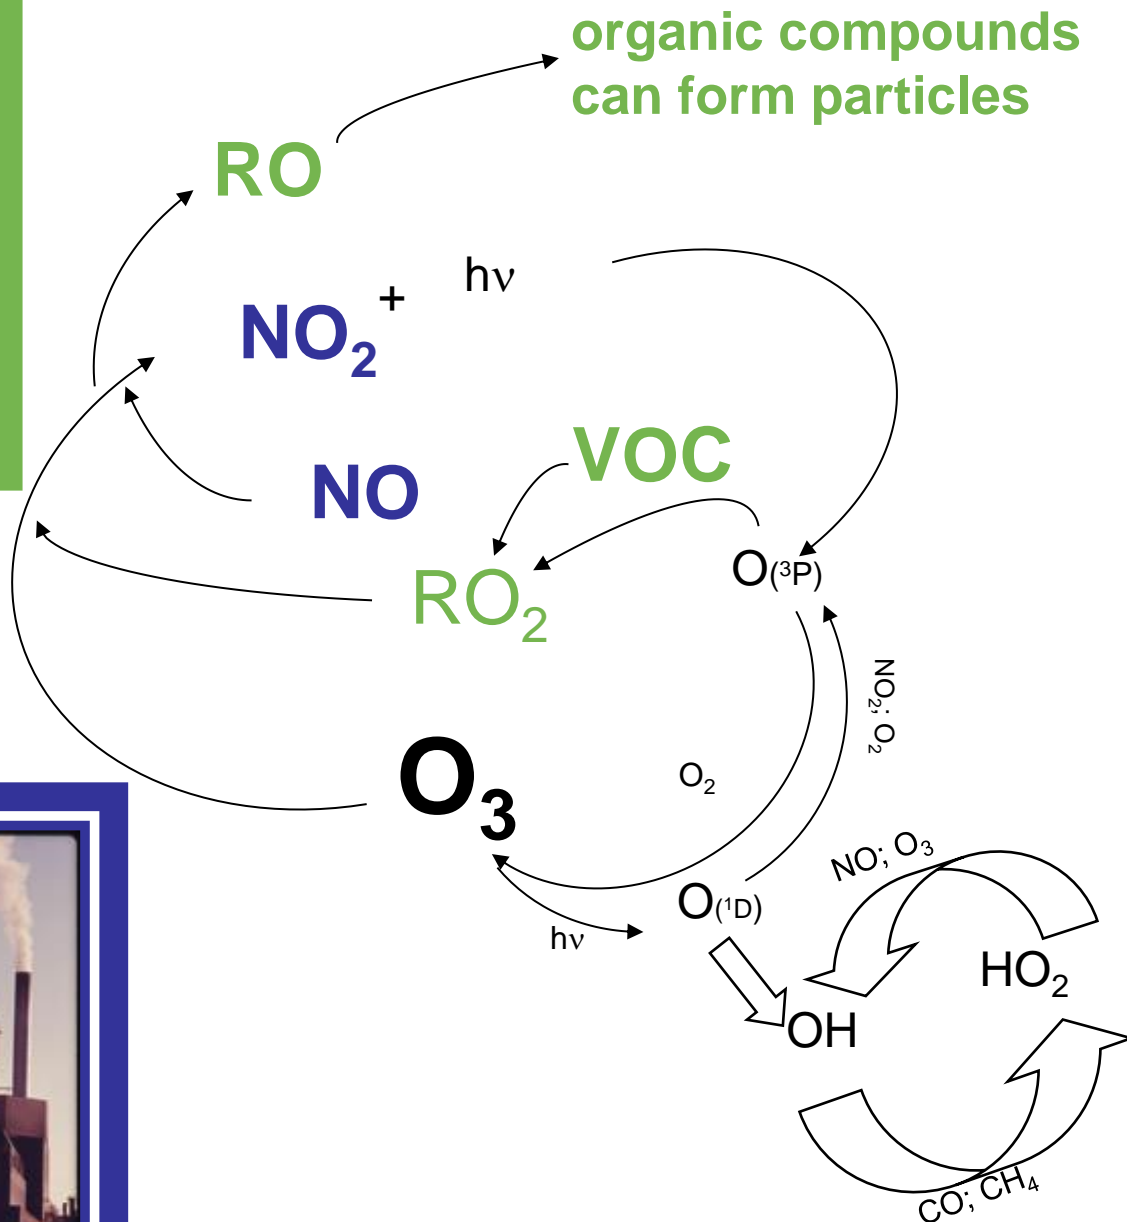 organic compounds
can form particles
RO
hν
+
NO₂
VOC
NO
O(³P)
RO₂
NO₂; O₂
O₃
O₂
NO; O₃
O(¹D)
hν
HO₂
OH
CO; CH₄